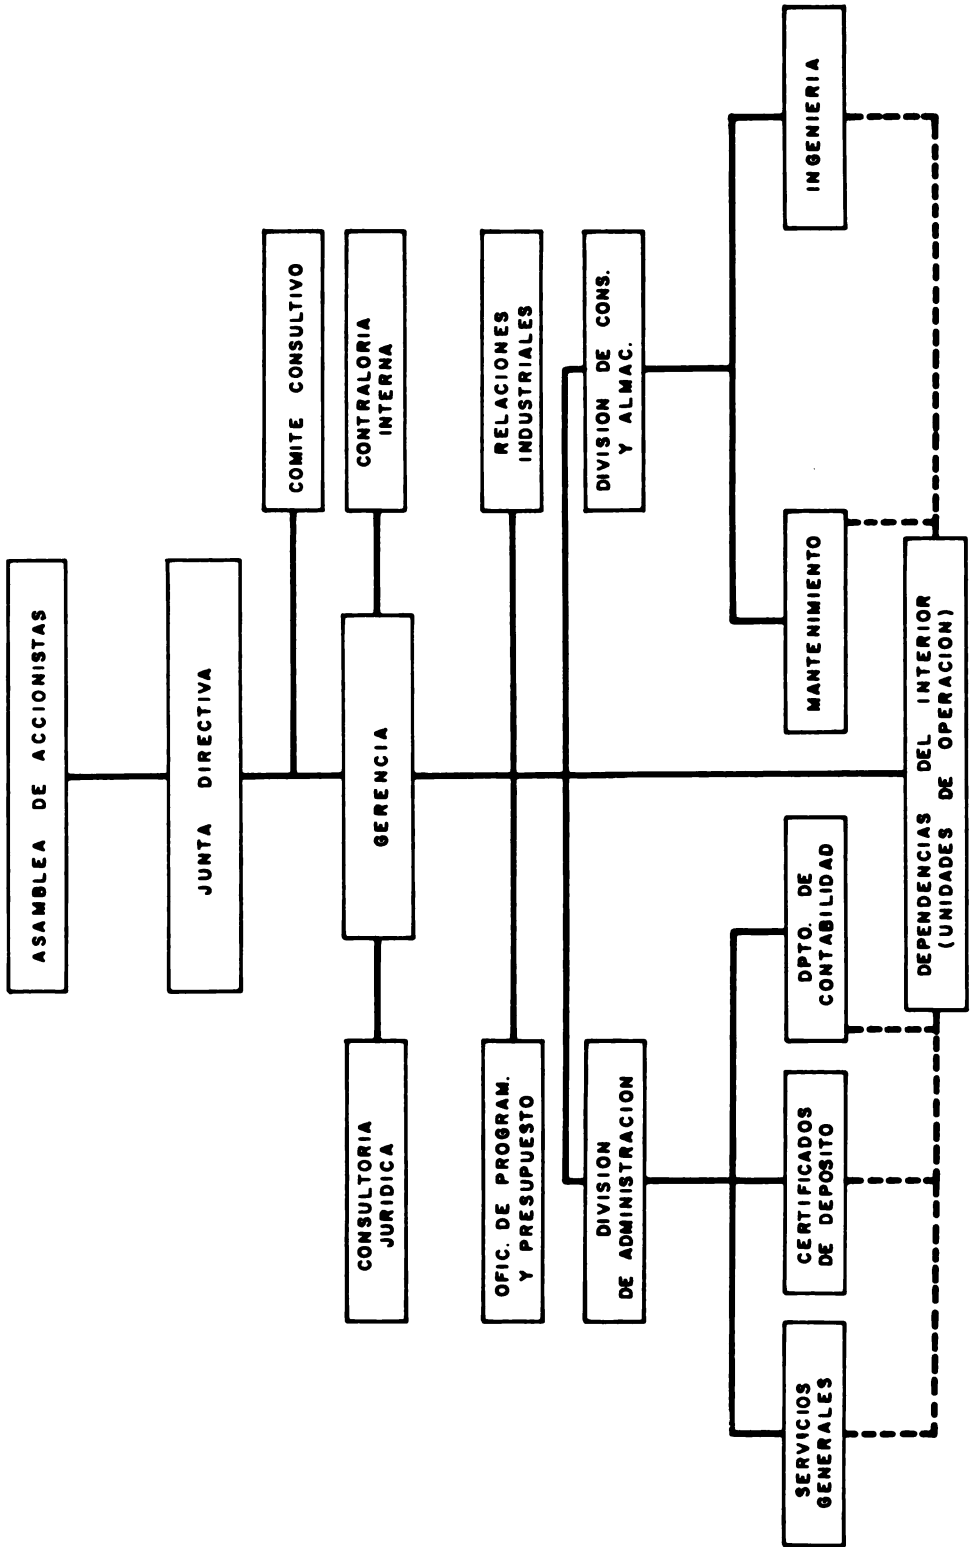 ASAMBLEA DE ACCIONISTAS
JUNTA DIRECTIVA
COMITE CONSULTIVO
CONSULTORIA
JURIDICA
GERENCIA
CONTRALORIA
INTERNA
OFIC. DE PROGRAM.
Y PRESUPUESTO
RELACIONES
INDUSTRIALES
DIVISION
DE ADMINISTRACION
DIVISION DE CONS.
Y ALMAC.
SERVICIOS
GENERALES
CERTIFICADOS
DE DEPOSITO
DPTO. DE
CONTABILIDAD
MANTENIMIENTO
INGENIERIA
DEPENDENCIAS DEL INTERIOR
(UNIDADES DE OPERACION)